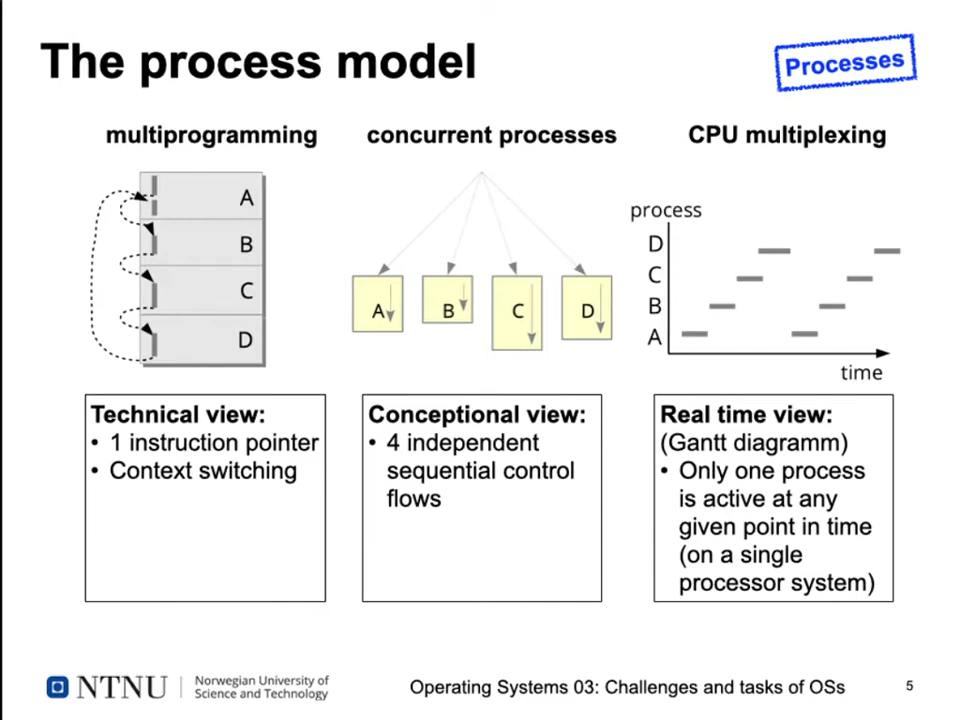 The process model
Processes
multiprogramming
concurrent processes
CPU multiplexing
A
B
C
D
A
B
C
D
process
D
C
B
A
time
Technical view:
• 1 instruction pointer
• Context switching
Conceptional view:
• 4 independent
sequential control
flows
Real time view:
(Gantt diagramm)
• Only one process
is active at any
given point in time
(on a single
processor system)
NTNU
Norwegian University of
Science and Technology
Operating Systems 03: Challenges and tasks of OSs
5